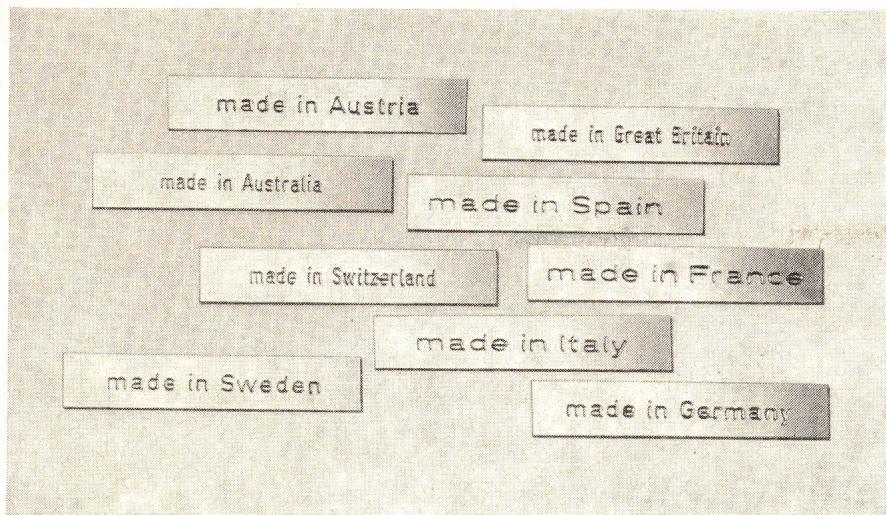 made in Austria
made in Great Britain
made in Australia
made in Spain
made in Switzerland
made in France
made in Italy
made in Sweden
made in Germany